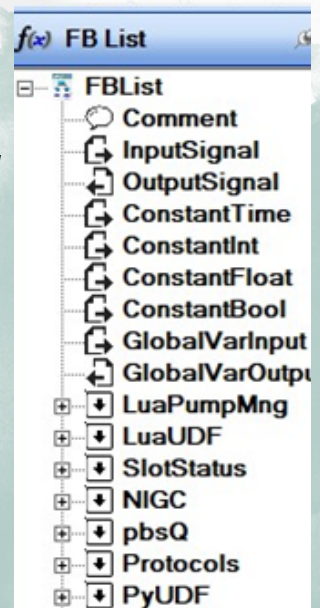 f(x) FB List
FBList
Comment
InputSignal
OutputSignal
ConstantTime
ConstantInt
ConstantFloat
ConstantBool
GlobalVarInput
GlobalVarOutpu
LuaPumpMng
LuaUDF
SlotStatus
NIGC
pbsQ
Protocols
PyUDF